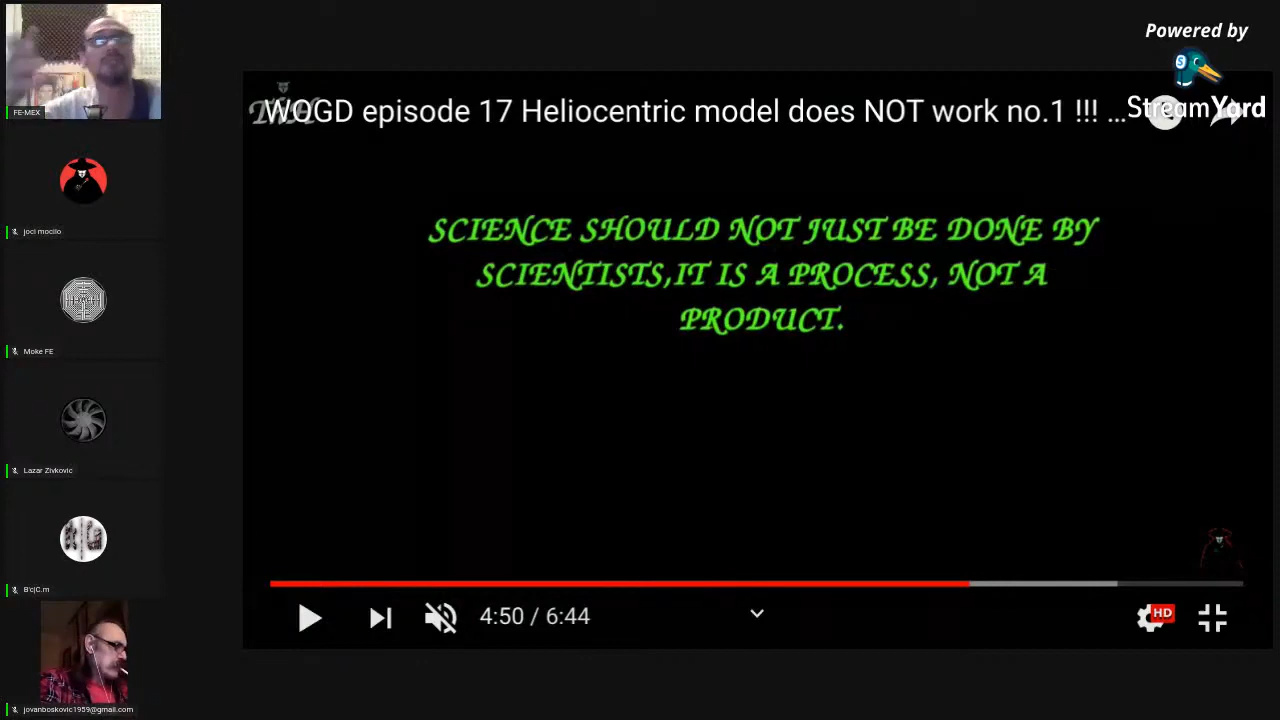 Powered by
StreamYard
WOGD episode 17 Heliocentric model does NOT work no.1 !!! ...
SCIENCE SHOULD NOT JUST BE DONE BY
SCIENTISTS,IT IS A PROCESS, NOT A
PRODUCT.
4:50 / 6:44
HD
FE-MEX
joci mocilo
Moke FE
Lazar Zivkovic
B'c|C.m
jovanboskovic1959@gmail.com